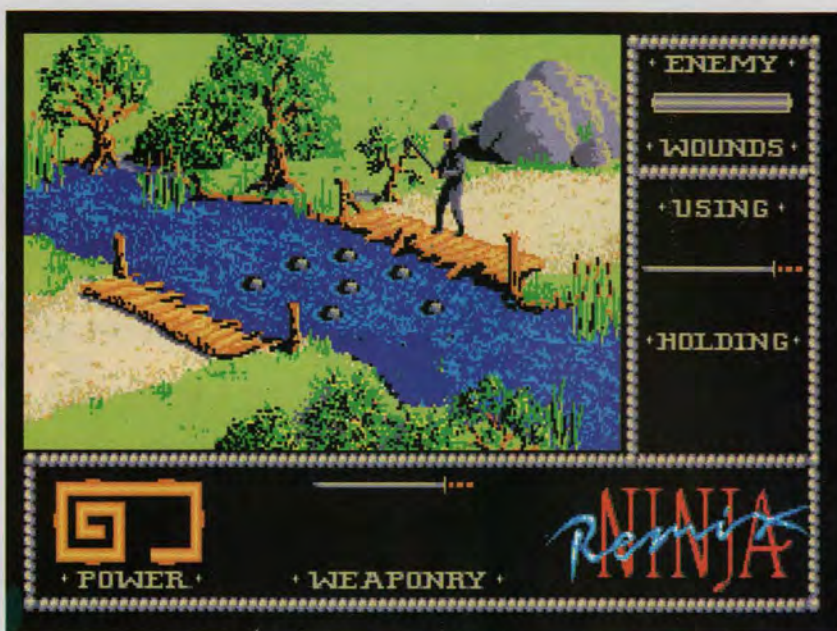 · ENEMY ·
· WOUNDS ·
· USING ·
· HOLDING ·
· POWER ·
· WEAPONRY ·
NINJA
Remix